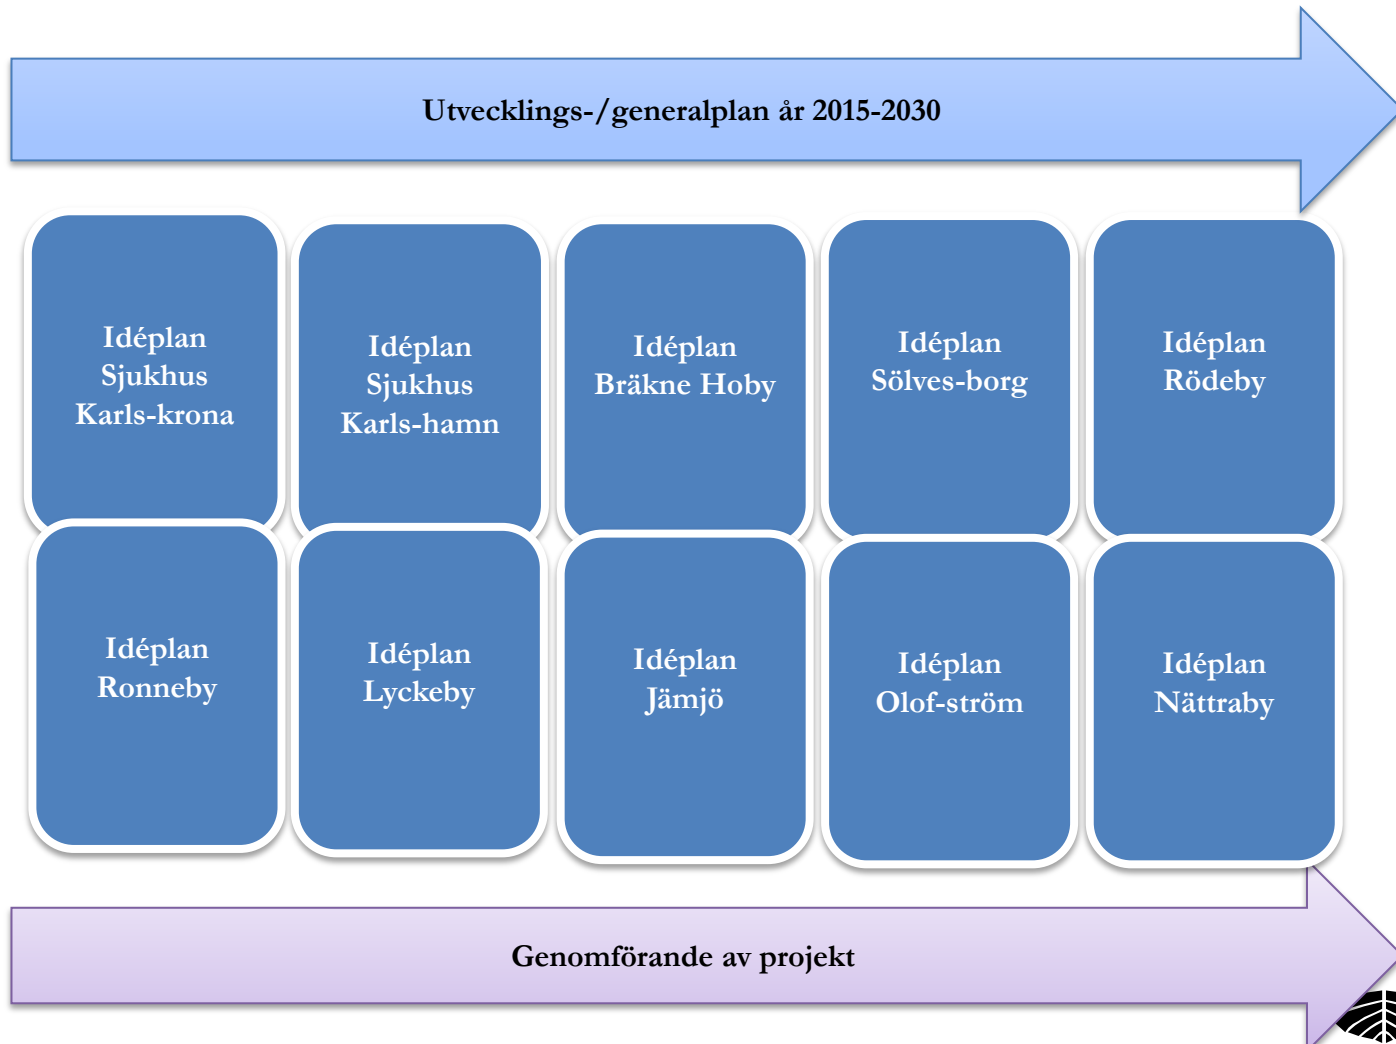 Utvecklings-/generalplan år 2015-2030
Idéplan
Sjukhus
Karls-krona
Idéplan
Sjukhus
Karls-hamn
Idéplan
Bräkne Hoby
Idéplan
Sölves-borg
Idéplan
Rödeby
Idéplan
Ronneby
Idéplan
Lyckeby
Idéplan
Jämjö
Idéplan
Olof-ström
Idéplan
Nättraby
Genomförande av projekt